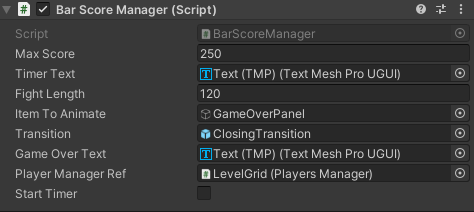 Bar Score Manager (Script)
Script BarScoreManager
Max Score 250
Timer Text Text (TMP) (Text Mesh Pro UGUI)
Fight Length 120
Item To Animate GameOverPanel
Transition ClosingTransition
Game Over Text Text (TMP) (Text Mesh Pro UGUI)
Player Manager Ref LevelGrid (Players Manager)
Start Timer